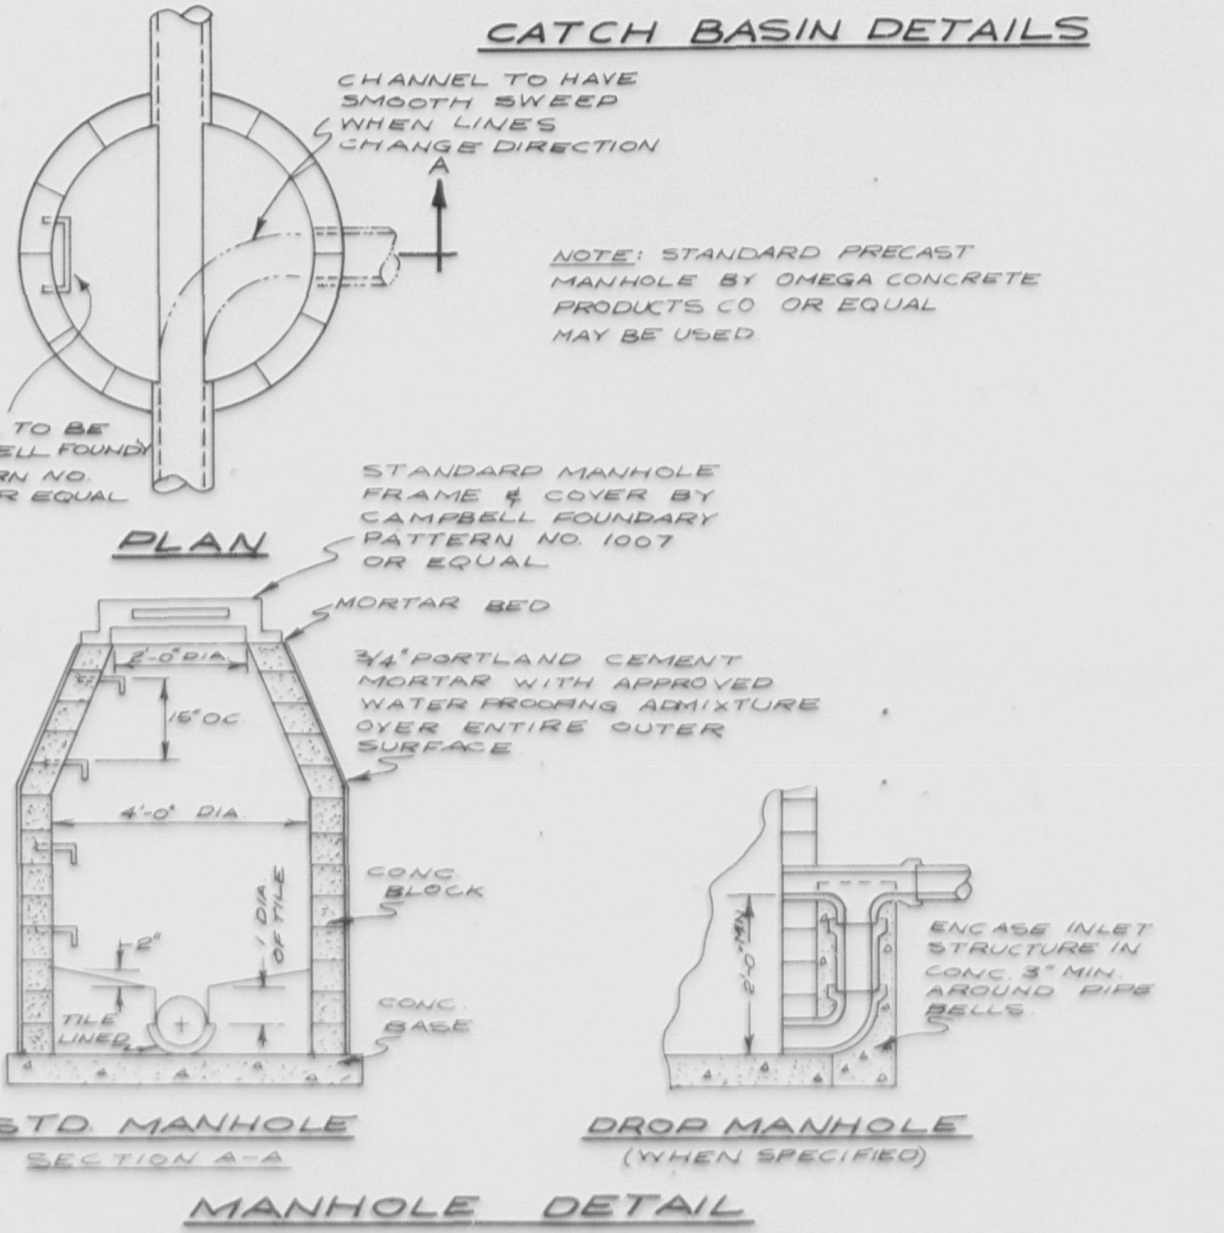 CATCH BASIN DETAILS
CHANNEL TO HAVE
SMOOTH SWEEP
WHEN LINES
CHANGE DIRECTION
A
NOTE: STANDARD PRECAST
MANHOLE BY OMEGA CONCRETE
PRODUCTS CO OR EQUAL
MAY BE USED
TO BE
ELL FOUNDY
RN NO.
R EQUAL
PLAN
STANDARD MANHOLE
FRAME & COVER BY
CAMPBELL FOUNDARY
PATTERN NO. 1007
OR EQUAL
MORTAR BED
2'-0" DIA.
3/4" PORTLAND CEMENT
MORTAR WITH APPROVED
WATER PROOFING ADMIXTURE
OVER ENTIRE OUTER
SURFACE
15" OC
4'-0" DIA.
CONC.
BLOCK
1 DIA.
OF TILE
2"
TILE
LINED
CONC.
BASE
2'-0" MIN.
ENCASE INLET
STRUCTURE IN
CONC. 3" MIN.
AROUND PIPE
BELLS.
STD. MANHOLE
SECTION A-A
DROP MANHOLE
(WHEN SPECIFIED)
MANHOLE DETAIL